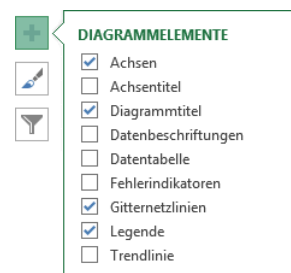 DIAGRAMMELEMENTE
Achsen
Achsentitel
Diagrammtitel
Datenbeschriftungen
Datentabelle
Fehlerindikatoren
Gitternetzlinien
Legende
Trendlinie